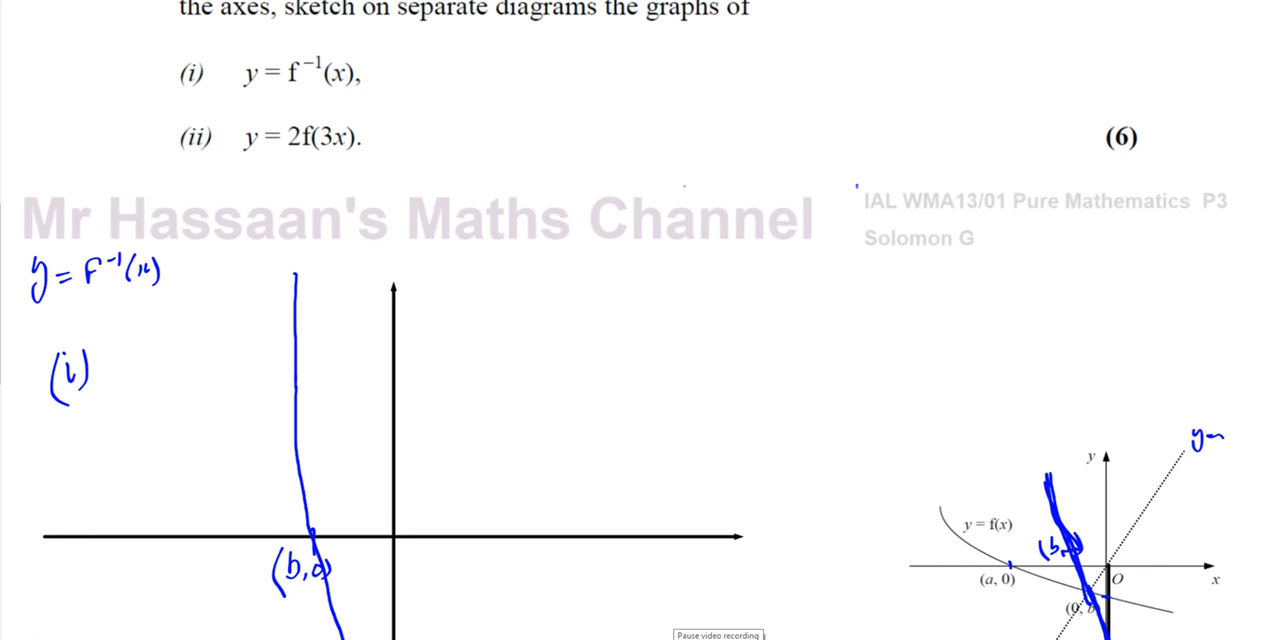 the axes, sketch on separate diagrams the graphs of
(i) y = f⁻¹(x),
(ii) y = 2f(3x).
(6)
Mr Hassaan's Maths Channel
IAL WMA13/01 Pure Mathematics P3
Solomon G
y = F⁻¹(x)
(i)
(b, 0)
y=
y
y = f(x)
(b,
(a, 0)
O
x
(0,
Pause video recording